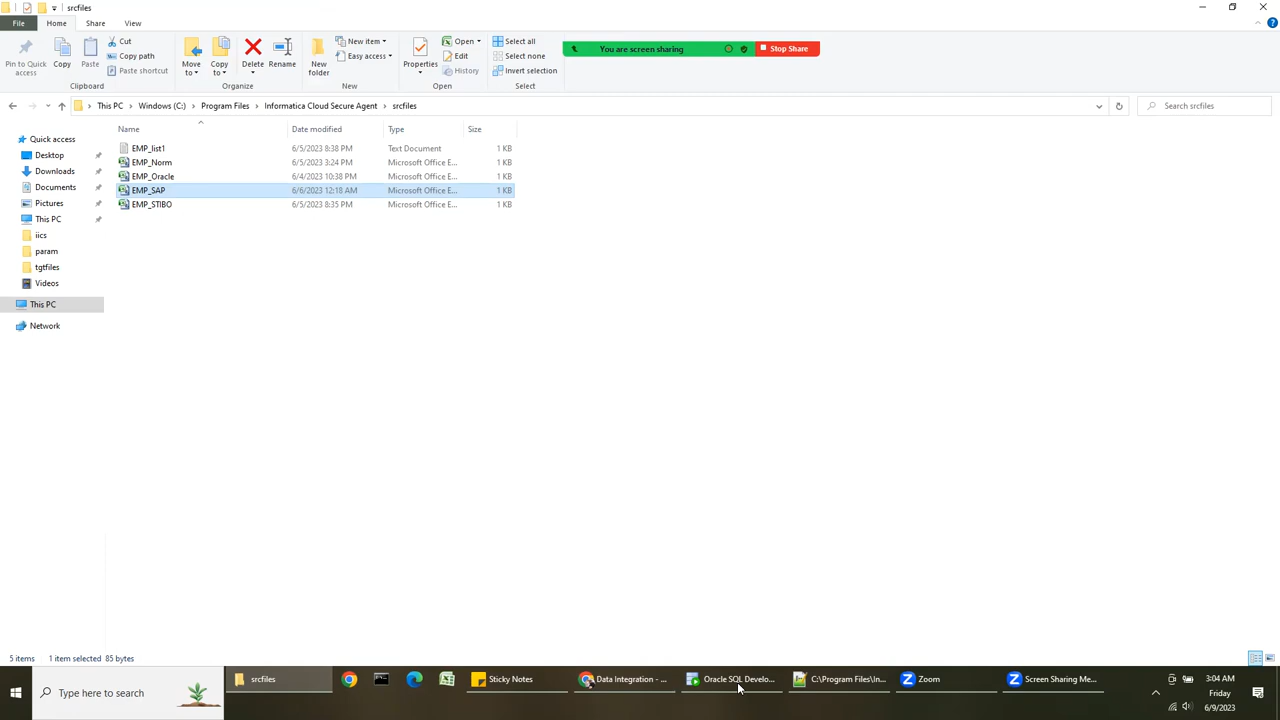 srcfiles
File Home Share View
Pin to Quick access
Copy
Paste
Cut
Copy path
Paste shortcut
Clipboard
Move to
Copy to
Delete
Rename
Organize
New folder
New item
Easy access
New
Properties
Open
Edit
History
Open
Select all
Select none
Invert selection
Select
You are screen sharing
Stop Share
This PC Windows (C:) Program Files Informatica Cloud Secure Agent srcfiles
Search srcfiles
Quick access
Desktop
Downloads
Documents
Pictures
This PC
iics
param
tgtfiles
Videos
This PC
Network
Name Date modified Type Size
EMP_list1 6/5/2023 8:38 PM Text Document 1 KB
EMP_Norm 6/5/2023 3:24 PM Microsoft Office E... 1 KB
EMP_Oracle 6/4/2023 10:38 PM Microsoft Office E... 1 KB
EMP_SAP 6/6/2023 12:18 AM Microsoft Office E... 1 KB
EMP_STIBO 6/5/2023 8:35 PM Microsoft Office E... 1 KB
5 items 1 item selected 85 bytes
Type here to search
srcfiles
Sticky Notes
Data Integration - ...
Oracle SQL Develo...
C:\Program Files\In...
Zoom
Screen Sharing Me...
3:04 AM
Friday
6/9/2023